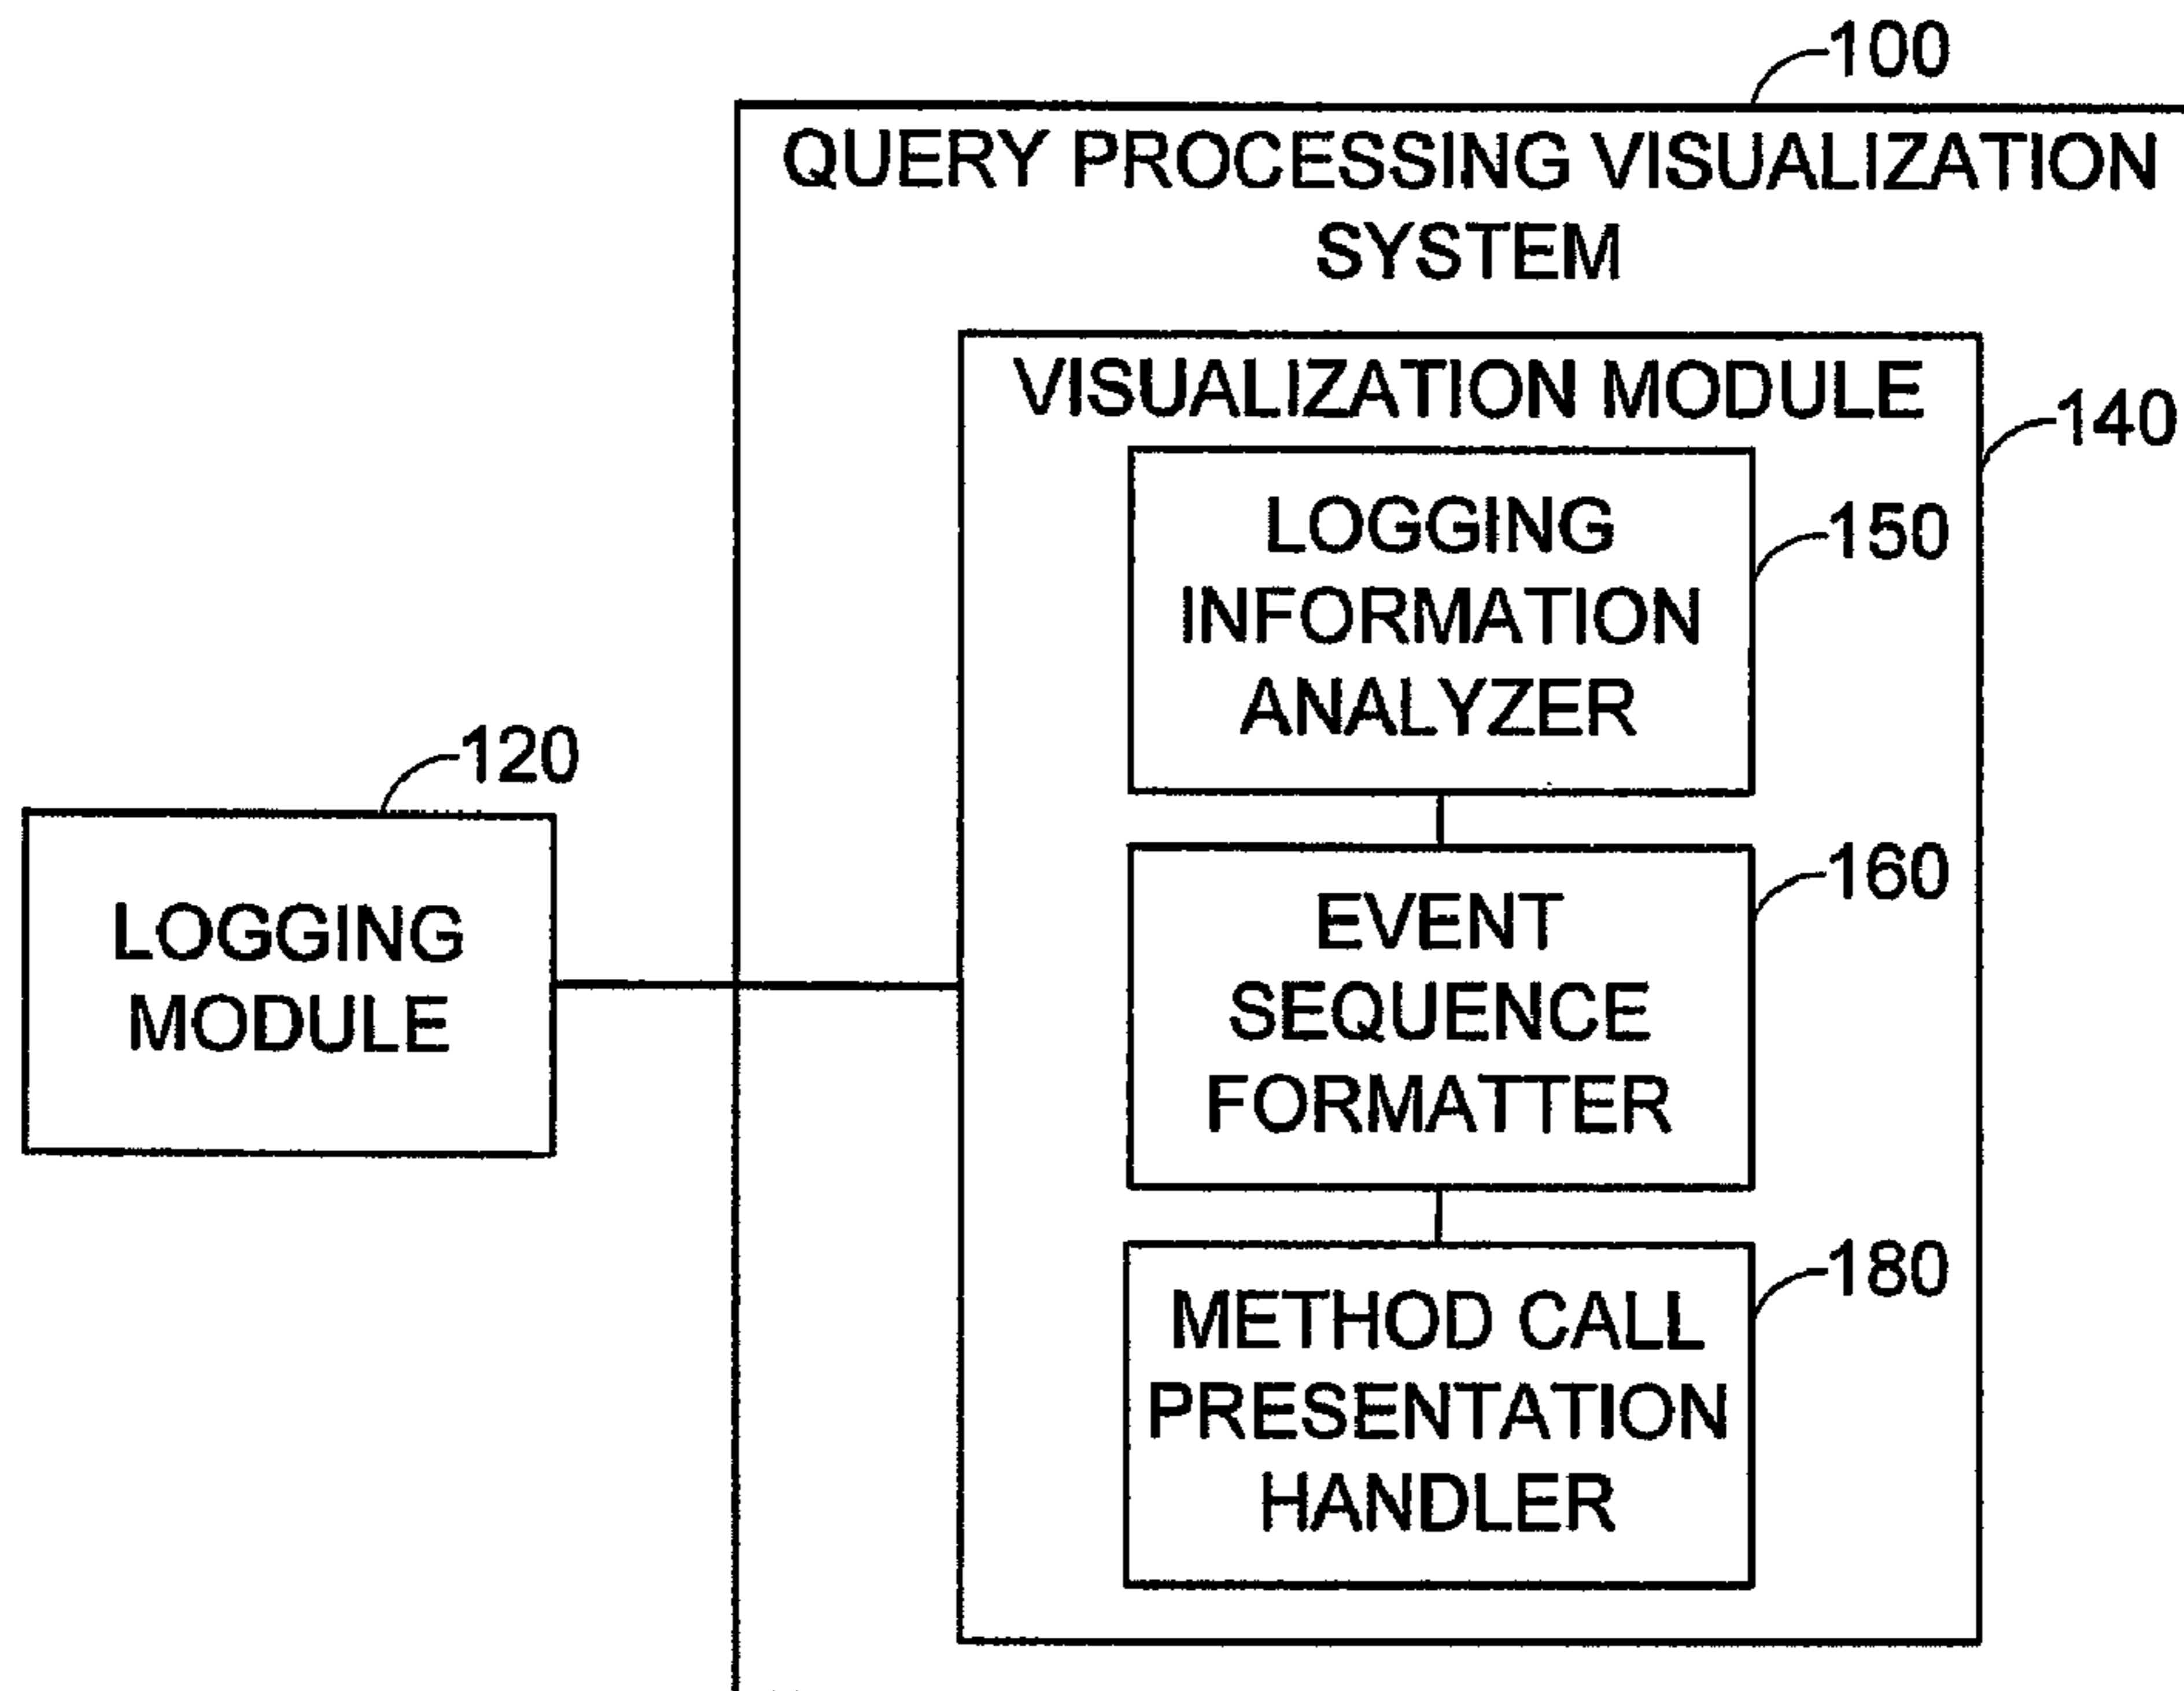 100
QUERY PROCESSING VISUALIZATION
SYSTEM
VISUALIZATION MODULE
140
LOGGING
INFORMATION
ANALYZER
150
120
LOGGING
MODULE
EVENT
SEQUENCE
FORMATTER
160
METHOD CALL
PRESENTATION
HANDLER
180